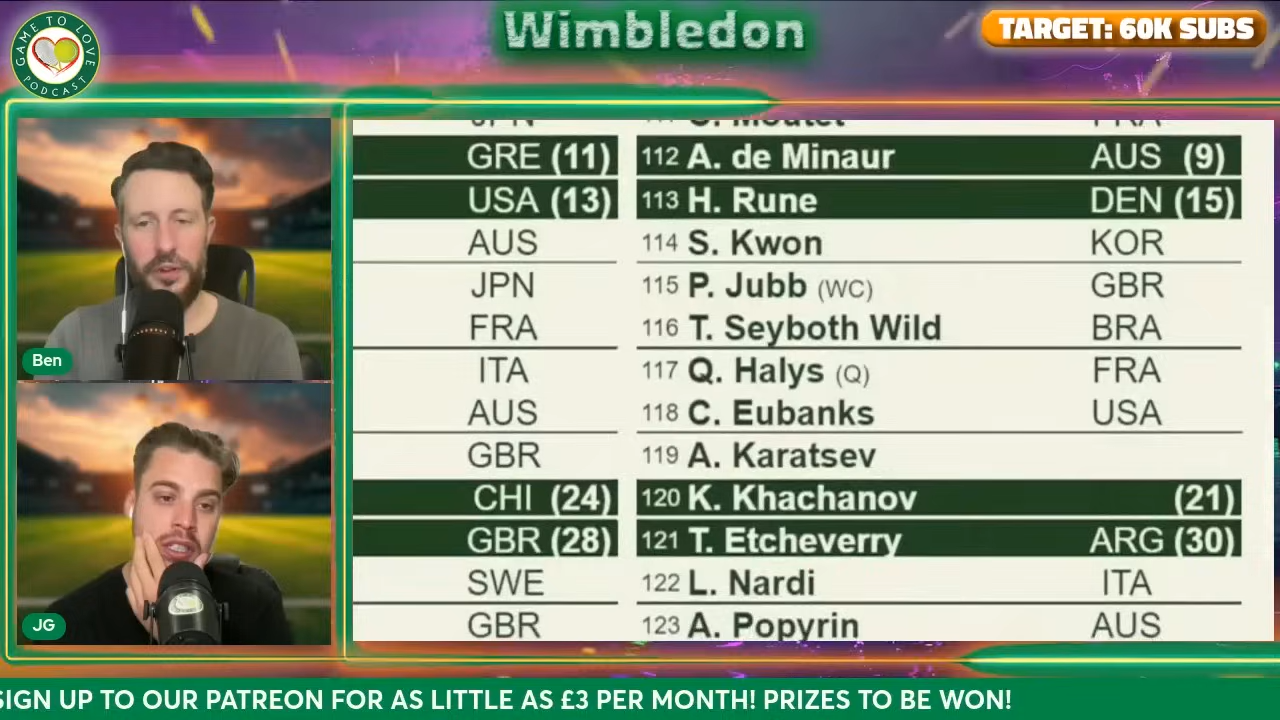 GAME TO LOVE
PODCAST
Wimbledon
TARGET: 60K SUBS
GRE (11) 112 A. de Minaur AUS (9)
USA (13) 113 H. Rune DEN (15)
AUS 114 S. Kwon KOR
JPN 115 P. Jubb (WC) GBR
FRA 116 T. Seyboth Wild BRA
ITA 117 Q. Halys (Q) FRA
AUS 118 C. Eubanks USA
GBR 119 A. Karatsev
CHI (24) 120 K. Khachanov (21)
GBR (28) 121 T. Etcheverry ARG (30)
SWE 122 L. Nardi ITA
GBR 123 A. Popyrin AUS
Ben
JG
SIGN UP TO OUR PATREON FOR AS LITTLE AS £3 PER MONTH! PRIZES TO BE WON!